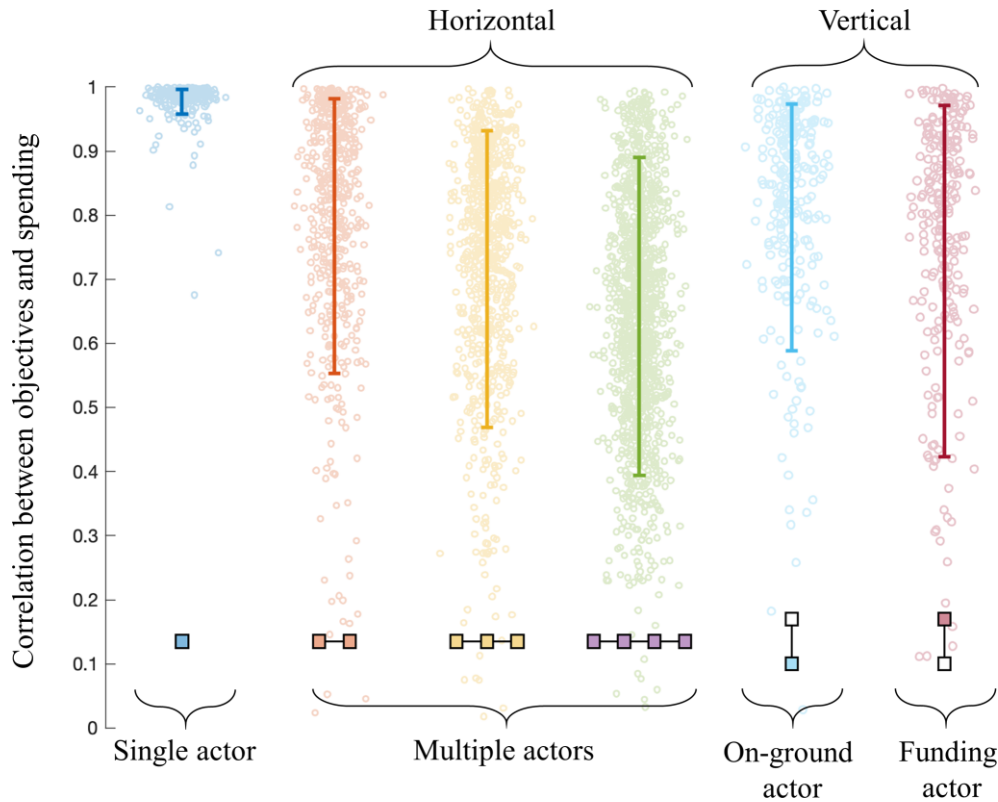 Horizontal
Vertical
Correlation between objectives and spending
1
0.9
0.8
0.7
0.6
0.5
0.4
0.3
0.2
0.1
0
Single actor
Multiple actors
On-ground
actor
Funding
actor